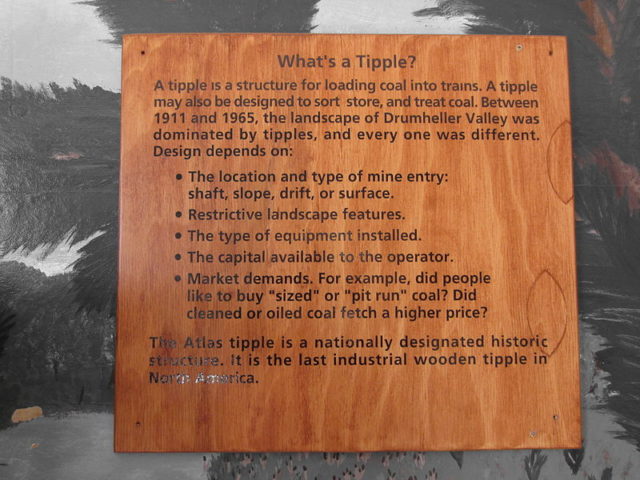 What's a Tipple?
A tipple is a structure for loading coal into trains. A tipple
may also be designed to sort store, and treat coal. Between
1911 and 1965, the landscape of Drumheller Valley was
dominated by tipples, and every one was different.
Design depends on:
• The location and type of mine entry:
shaft, slope, drift, or surface.
• Restrictive landscape features.
• The type of equipment installed.
• The capital available to the operator.
• Market demands. For example, did people
like to buy "sized" or "pit run" coal? Did
cleaned or oiled coal fetch a higher price?
The Atlas tipple is a nationally designated historic
structure. It is the last industrial wooden tipple in
North America.